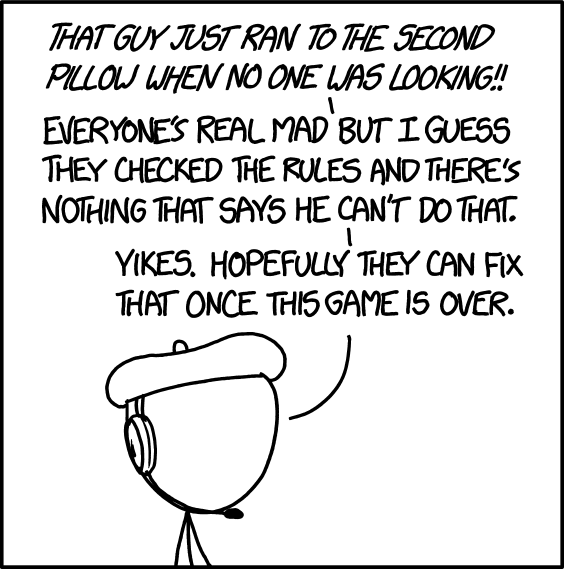 THAT GUY JUST RAN TO THE SECOND
PILLOW WHEN NO ONE WAS LOOKING!!
EVERYONE'S REAL MAD BUT I GUESS
THEY CHECKED THE RULES AND THERE'S
NOTHING THAT SAYS HE CAN'T DO THAT.
YIKES. HOPEFULLY THEY CAN FIX
THAT ONCE THIS GAME IS OVER.